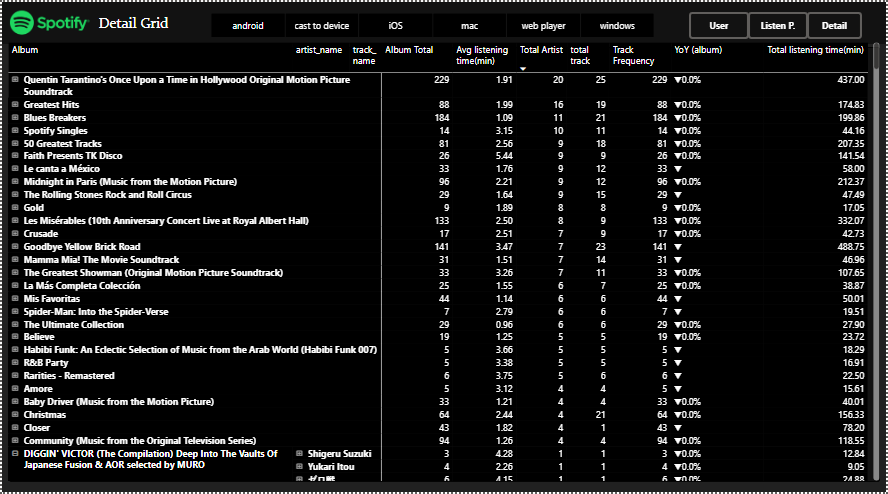 Spotify Detail Grid android cast to device iOS mac web player windows User Listen P. Detail
Album artist_name track_name Album Total Avg listening time(min) Total Artist total track Track Frequency YoY (album) Total listening time(min)
Quentin Tarantino's Once Upon a Time in Hollywood Original Motion Picture Soundtrack 229 1.91 20 25 229 ▼0.0% 437.00
Greatest Hits 88 1.99 16 19 88 ▼0.0% 174.83
Blues Breakers 184 1.09 11 21 184 ▼0.0% 199.86
Spotify Singles 14 3.15 10 11 14 ▼0.0% 44.16
50 Greatest Tracks 81 2.56 9 18 81 ▼0.0% 207.35
Faith Presents TK Disco 26 5.44 9 9 26 ▼0.0% 141.54
Le canta a México 33 1.76 9 12 33 ▼ 58.00
Midnight in Paris (Music from the Motion Picture) 96 2.21 9 12 96 ▼0.0% 212.37
The Rolling Stones Rock and Roll Circus 29 1.64 9 15 29 ▼ 47.49
Gold 9 1.89 8 8 9 ▼0.0% 17.05
Les Misérables (10th Anniversary Concert Live at Royal Albert Hall) 133 2.50 8 9 133 ▼0.0% 332.07
Crusade 17 2.51 7 9 17 ▼0.0% 42.73
Goodbye Yellow Brick Road 141 3.47 7 23 141 ▼ 488.75
Mamma Mia! The Movie Soundtrack 31 1.51 7 14 31 ▼ 46.96
The Greatest Showman (Original Motion Picture Soundtrack) 33 3.26 7 11 33 ▼0.0% 107.65
La Más Completa Colección 25 1.55 6 7 25 ▼0.0% 38.87
Mis Favoritas 44 1.14 6 6 44 ▼ 50.01
Spider-Man: Into the Spider-Verse 7 2.79 6 6 7 ▼ 19.51
The Ultimate Collection 29 0.96 6 6 29 ▼0.0% 27.90
Believe 19 1.25 5 5 19 ▼0.0% 23.72
Habibi Funk: An Eclectic Selection of Music from the Arab World (Habibi Funk 007) 5 3.66 5 5 5 ▼ 18.29
R&B Party 5 3.38 5 5 5 ▼ 16.91
Rarities - Remastered 6 3.75 5 6 6 ▼ 22.50
Amore 5 3.12 4 4 5 ▼ 15.61
Baby Driver (Music from the Motion Picture) 33 1.21 4 4 33 ▼0.0% 40.01
Christmas 64 2.44 4 21 64 ▼0.0% 156.33
Closer 43 1.82 4 1 43 ▼ 78.20
Community (Music from the Original Television Series) 94 1.26 4 4 94 ▼0.0% 118.55
DIGGIN' VICTOR (The Compilation) Deep Into The Vaults Of Japanese Fusion & AOR selected by MURO Shigeru Suzuki 3 4.28 1 1 3 ▼0.0% 12.84
Yukari Itou 4 2.26 1 1 4 ▼0.0% 9.05
6 4.15 1 1 6 ▼0.0% 24.88